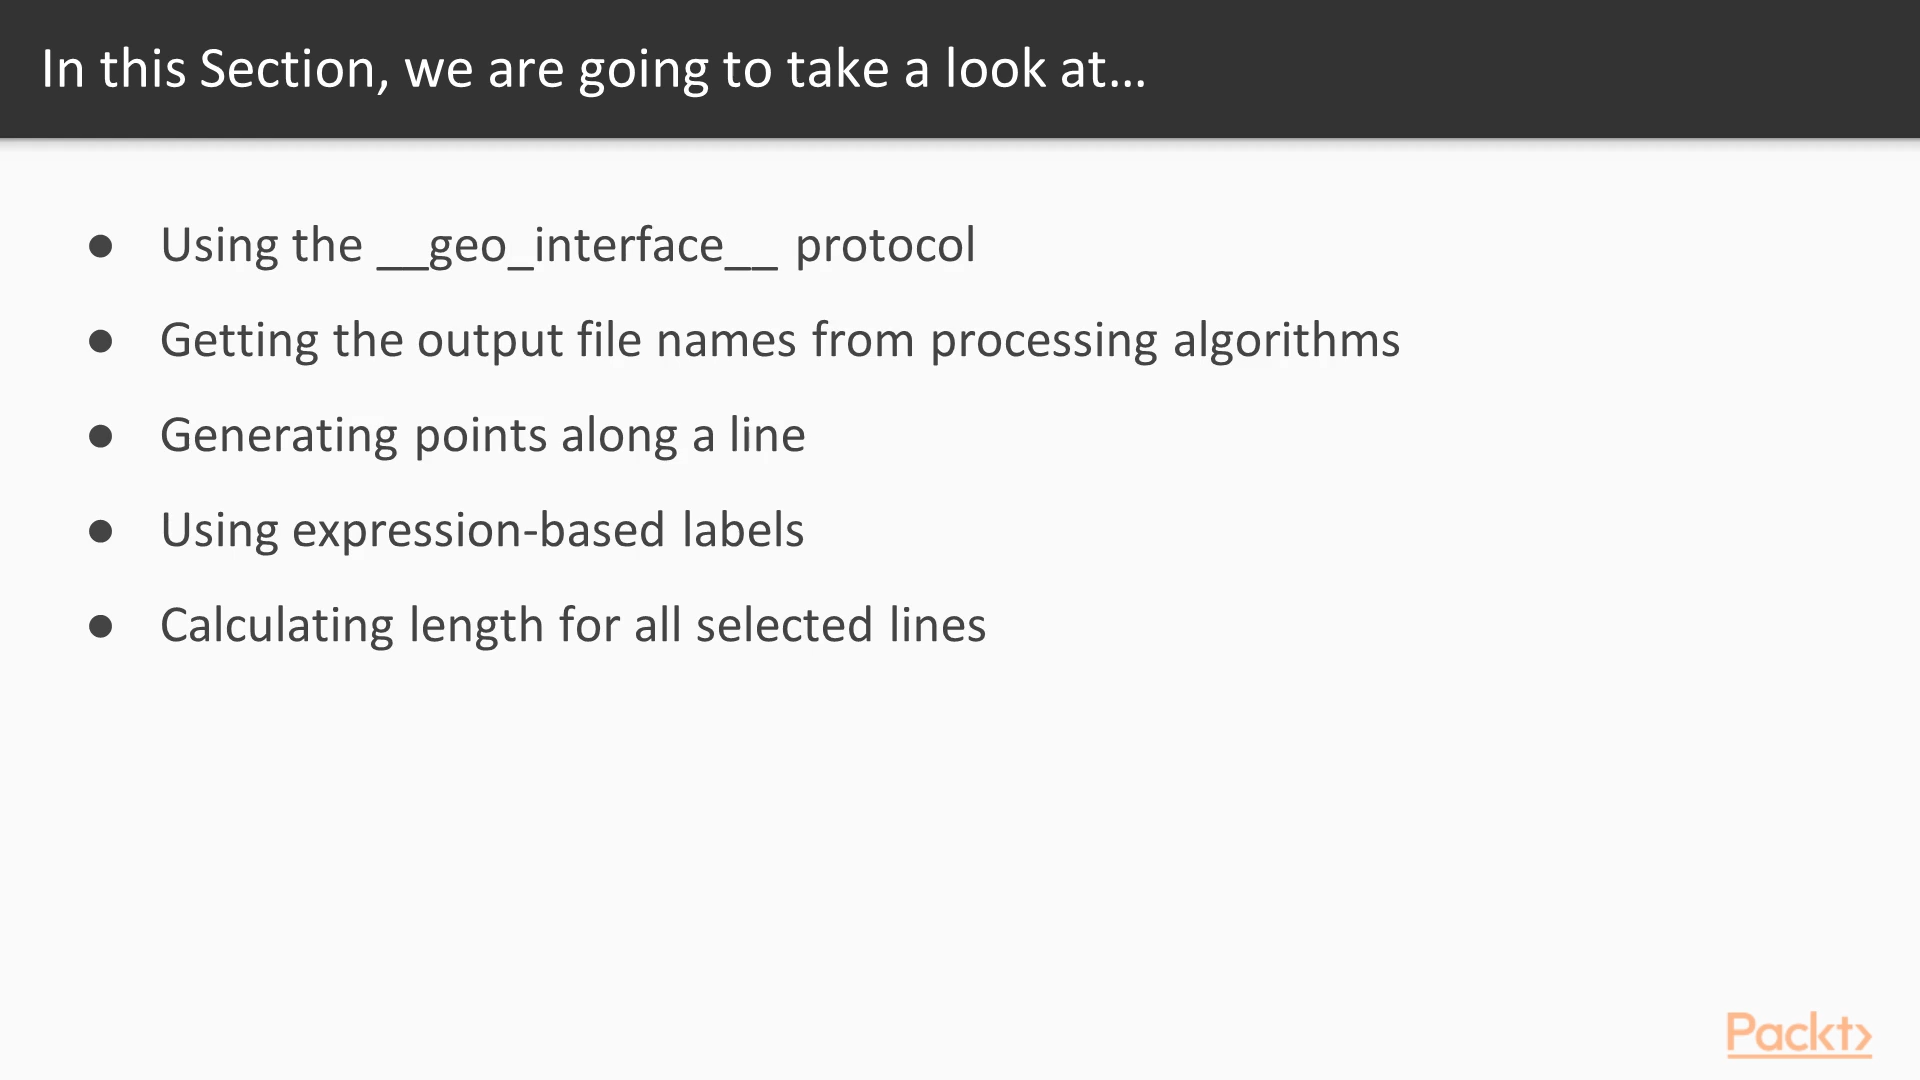 In this Section, we are going to take a look at...
● Using the __geo_interface__ protocol
● Getting the output file names from processing algorithms
● Generating points along a line
● Using expression-based labels
● Calculating length for all selected lines
Packt>